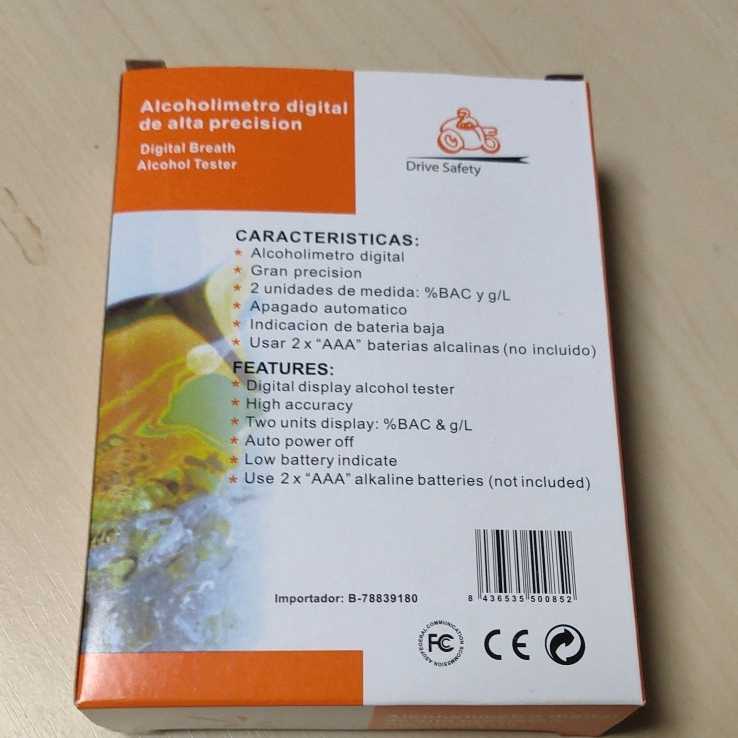 Alcoholimetro digital
de alta precision
Digital Breath
Alcohol Tester
Drive Safety
CARACTERISTICAS:
* Alcoholimetro digital
* Gran precision
* 2 unidades de medida: %BAC y g/L
* Apagado automatico
* Indicacion de bateria baja
* Usar 2 x “AAA” baterias alcalinas (no incluido)
FEATURES:
* Digital display alcohol tester
* High accuracy
* Two units display: %BAC & g/L
* Auto power off
* Low battery indicate
* Use 2 x “AAA” alkaline batteries (not included)
Importador: B-78839180
8 436535 500852
FC CE
Alcoholimetro digital